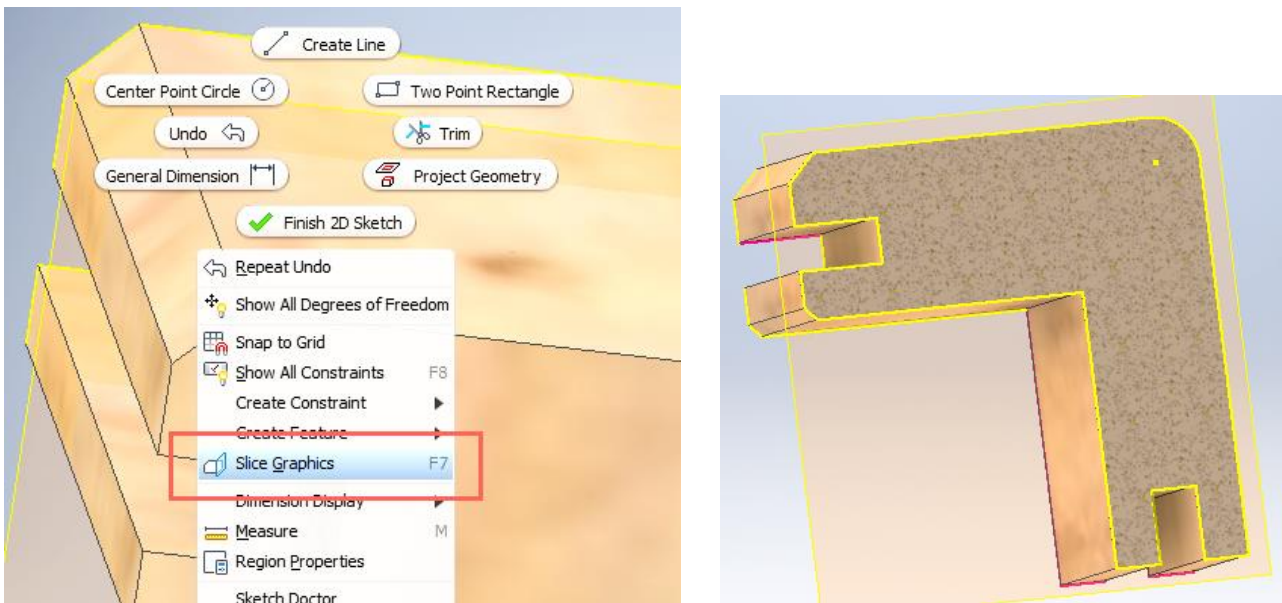 Create Line
Center Point Circle
Two Point Rectangle
Undo
Trim
General Dimension
Project Geometry
Finish 2D Sketch
Repeat Undo
Show All Degrees of Freedom
Snap to Grid
Show All Constraints F8
Create Constraint
Create Feature
Slice Graphics F7
Dimension Display
Measure M
Region Properties
Sketch Doctor